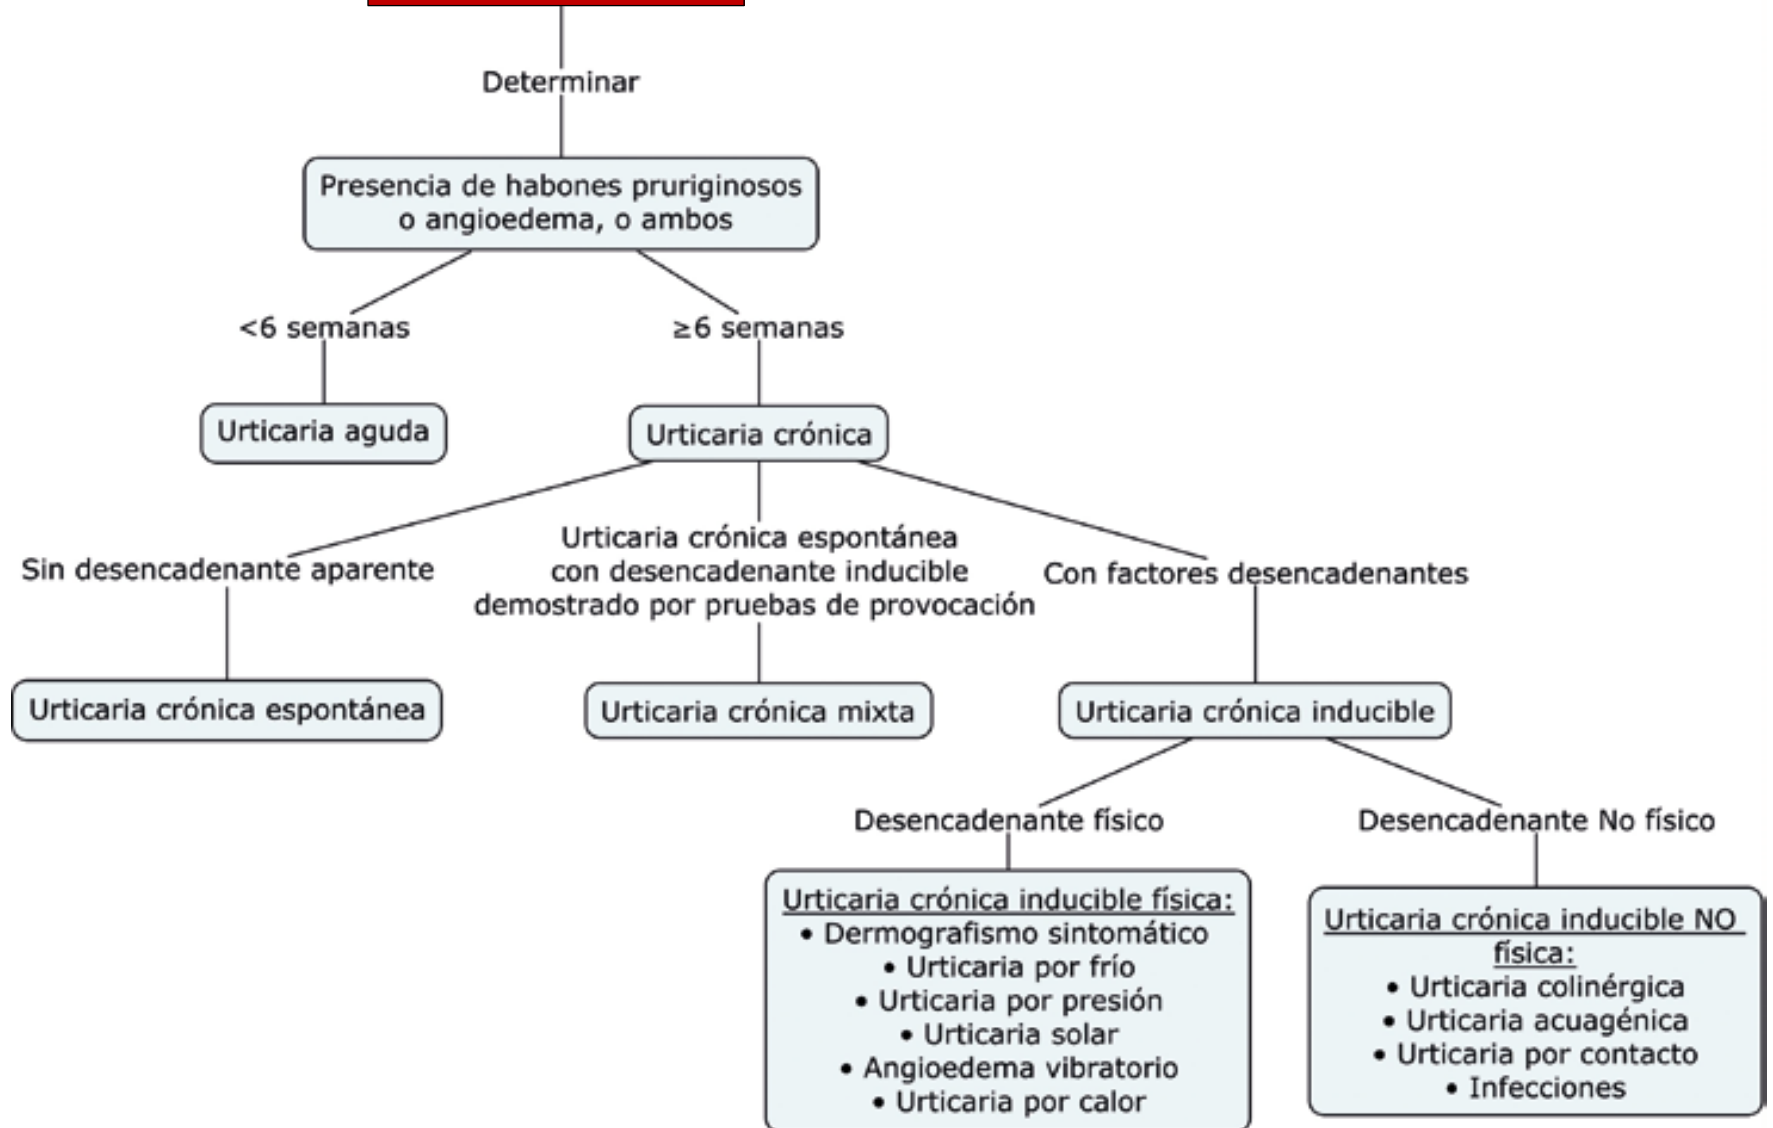 Determinar
Presencia de habones pruriginosos
o angioedema, o ambos
<6 semanas
≥6 semanas
Urticaria aguda
Urticaria crónica
Sin desencadenante aparente
Urticaria crónica espontánea
con desencadenante inducible
demostrado por pruebas de provocación
Con factores desencadenantes
Urticaria crónica espontánea
Urticaria crónica mixta
Urticaria crónica inducible
Desencadenante físico
Desencadenante No físico
Urticaria crónica inducible física:
• Dermografismo sintomático
• Urticaria por frío
• Urticaria por presión
• Urticaria solar
• Angioedema vibratorio
• Urticaria por calor
Urticaria crónica inducible NO
física:
• Urticaria colinérgica
• Urticaria acuagénica
• Urticaria por contacto
• Infecciones